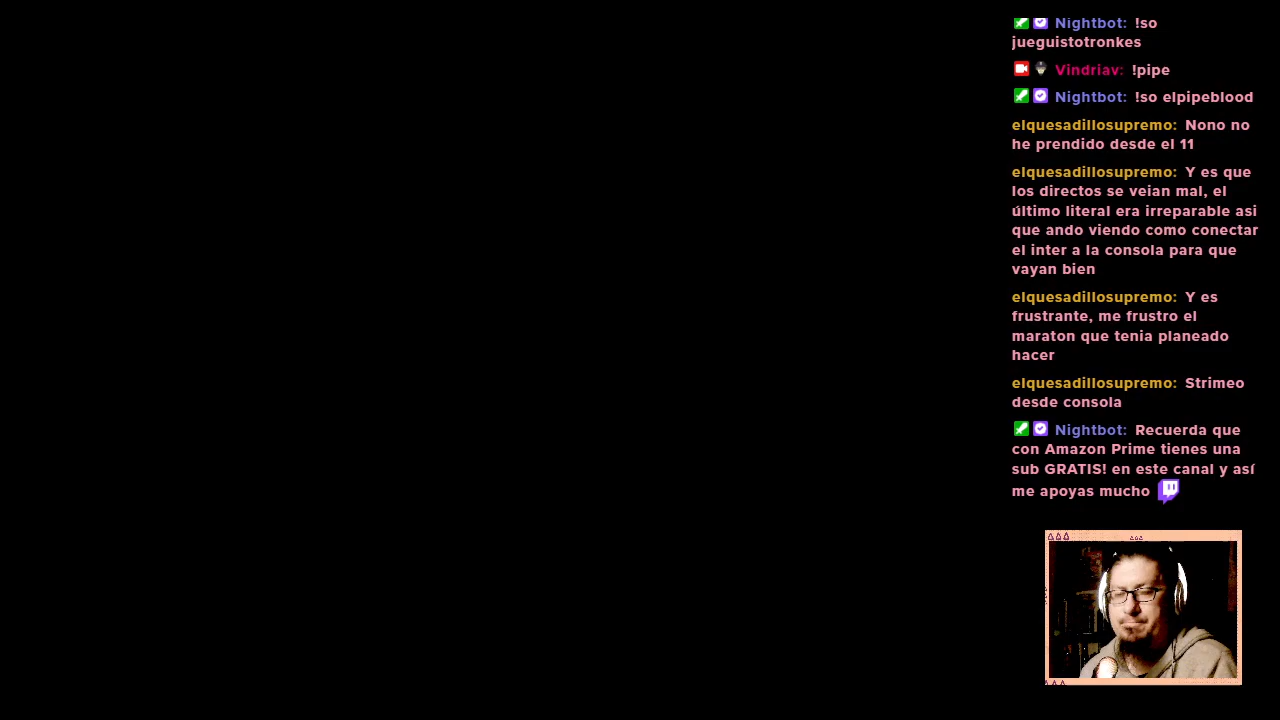 Nightbot: !so
jueguistotronkes
Vindriav: !pipe
Nightbot: !so elpipeblood
elquesadillosupremo: Nono no
he prendido desde el 11
elquesadillosupremo: Y es que
los directos se veian mal, el
último literal era irreparable asi
que ando viendo como conectar
el inter a la consola para que
vayan bien
elquesadillosupremo: Y es
frustrante, me frustro el
maraton que tenia planeado
hacer
elquesadillosupremo: Strimeo
desde consola
Nightbot: Recuerda que
con Amazon Prime tienes una
sub GRATIS! en este canal y así
me apoyas mucho